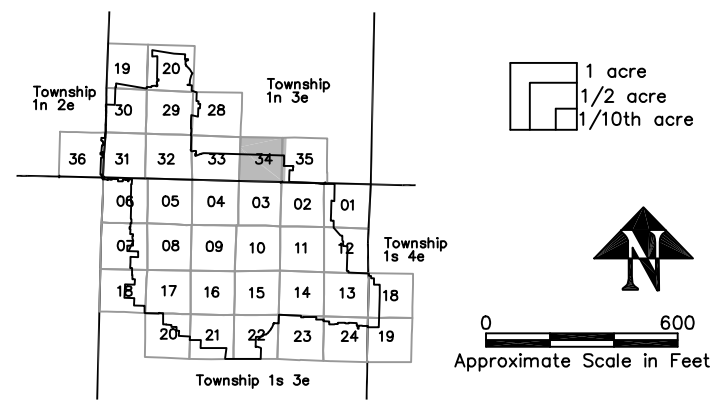 19 20
Township
1n 2e
Township
1n 3e
30 29 28
36 31 32 33 34 35
06 05 04 03 02 01
07 08 09 10 11 12
Township
1s 4e
18 17 16 15 14 13 18
20 21 22 23 24 19
Township 1s 3e
1 acre
1/2 acre
1/10th acre
N
0 600
Approximate Scale in Feet